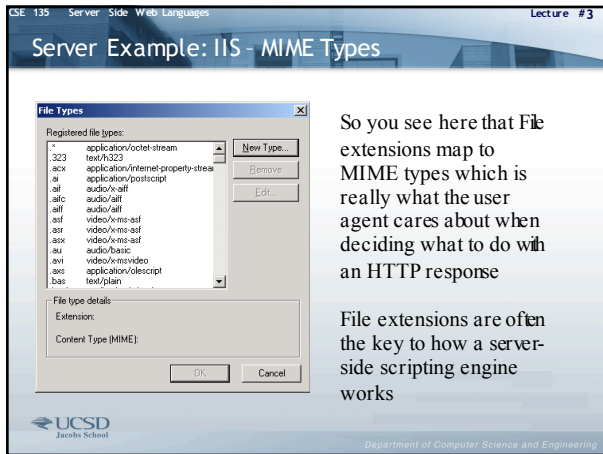 CSE 135 Server Side Web Languages
Lecture #3
Server Example: IIS – MIME Types
File Types
Registered file types:
.* application/octet-stream
.323 text/h323
.acx application/internet-property-strear
.ai application/postscript
.aif audio/x-aiff
.aifc audio/aiff
.aiff audio/aiff
.asf video/x-ms-asf
.asr video/x-ms-asf
.asx video/x-ms-asf
.au audio/basic
.avi video/x-msvideo
.axs application/olescript
.bas text/plain
New Type...
Remove
Edit...
File type details
Extension:
Content Type (MIME):
OK
Cancel
So you see here that File
extensions map to
MIME types which is
really what the user
agent cares about when
deciding what to do with
an HTTP response
File extensions are often
the key to how a server-
side scripting engine
works
UCSD
Jacobs School
Department of Computer Science and Engineering